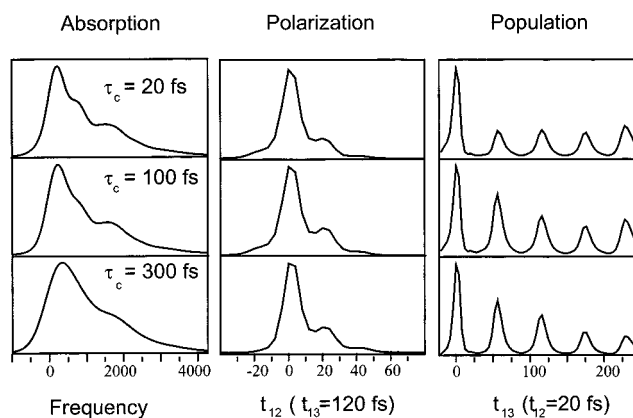 Absorption Polarization Population
τc = 20 fs
τc = 100 fs
τc = 300 fs
0 2000 4000 -20 0 20 40 60 0 100 200
Frequency t12 ( t13=120 fs) t13 (t12=20 fs)